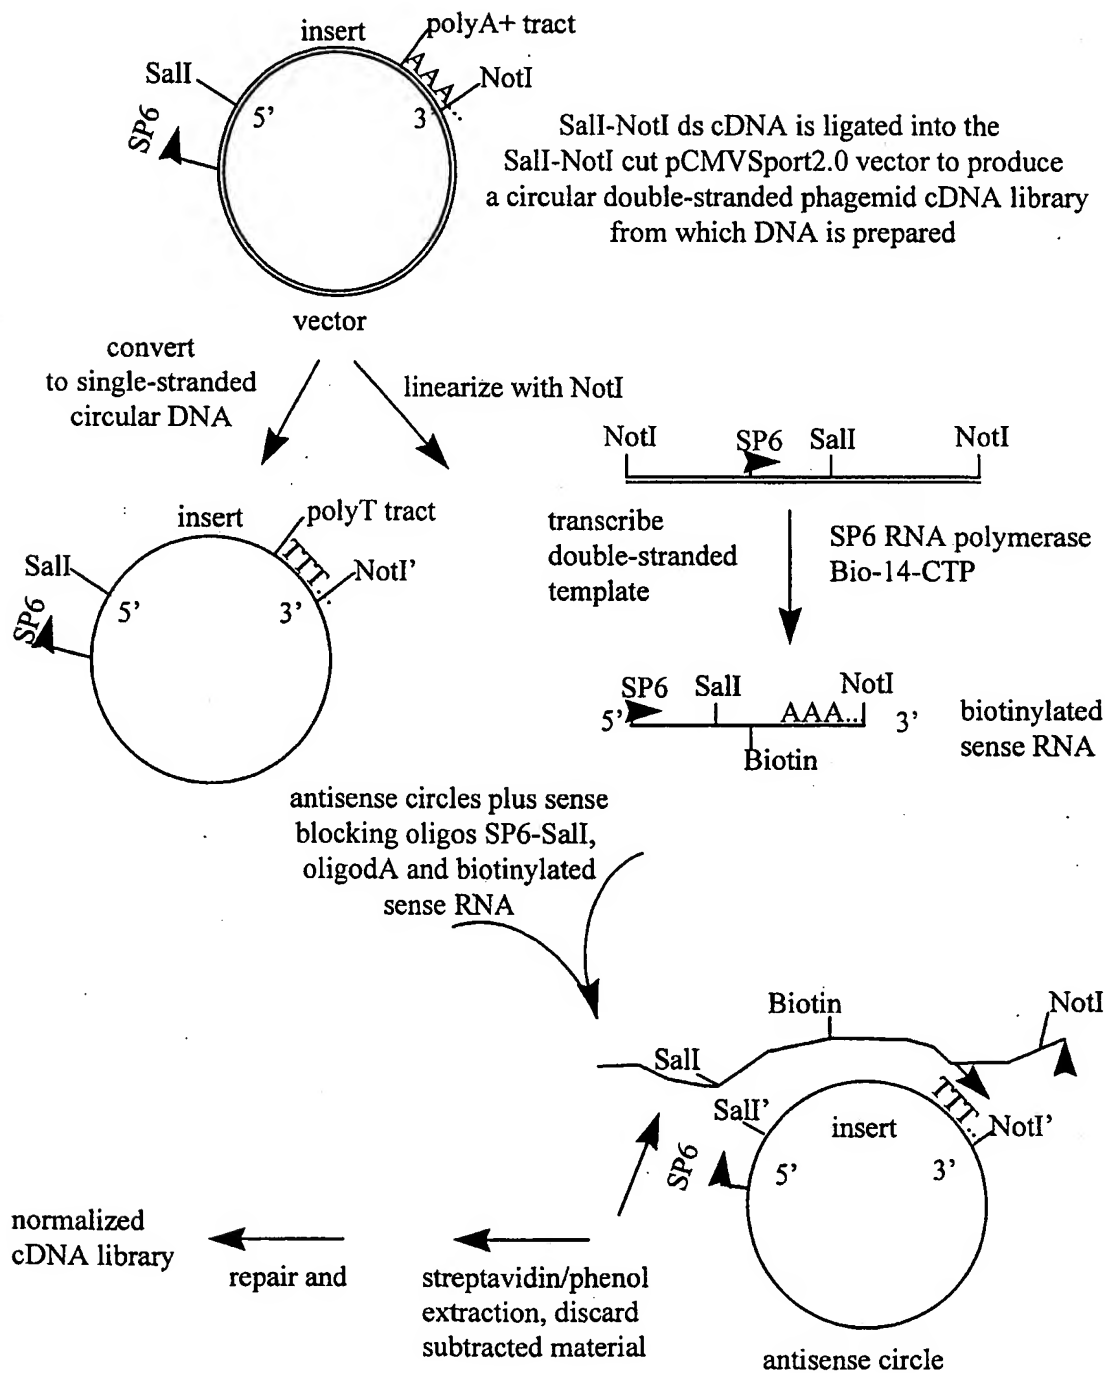 insert
polyA+ tract
AAA..
SalI
NotI
SP6
5'
3'
SalI-NotI ds cDNA is ligated into the
SalI-NotI cut pCMVSport2.0 vector to produce
a circular double-stranded phagemid cDNA library
from which DNA is prepared
vector
convert
to single-stranded
circular DNA
linearize with NotI
NotI
SP6
SalI
NotI
insert
polyT tract
TTT..
SalI
NotI'
SP6
5'
3'
transcribe
double-stranded
template
SP6 RNA polymerase
Bio-14-CTP
SP6
SalI
NotI
5'
AAA..
3'
Biotin
biotinylated
sense RNA
antisense circles plus sense
blocking oligos SP6-SalI,
oligodA and biotinylated
sense RNA
Biotin
NotI
SalI
TTT..
SalI'
insert
NotI'
SP6
5'
3'
normalized
cDNA library
repair and
streptavidin/phenol
extraction, discard
subtracted material
antisense circle